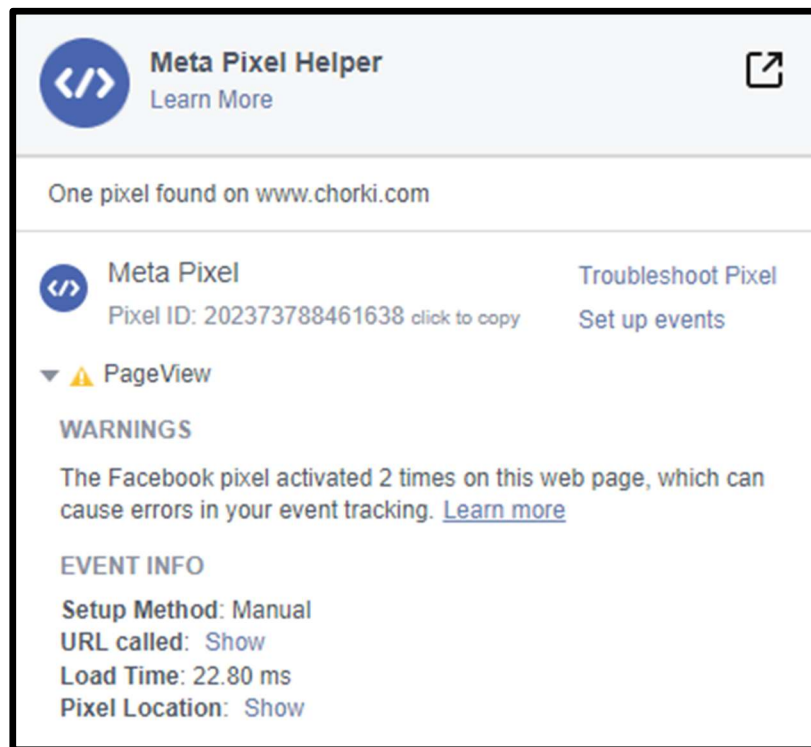 Meta Pixel Helper
Learn More
One pixel found on www.chorki.com
Meta Pixel
Troubleshoot Pixel
Pixel ID: 202373788461638 click to copy
Set up events
PageView
WARNINGS
The Facebook pixel activated 2 times on this web page, which can
cause errors in your event tracking. Learn more
EVENT INFO
Setup Method: Manual
URL called: Show
Load Time: 22.80 ms
Pixel Location: Show